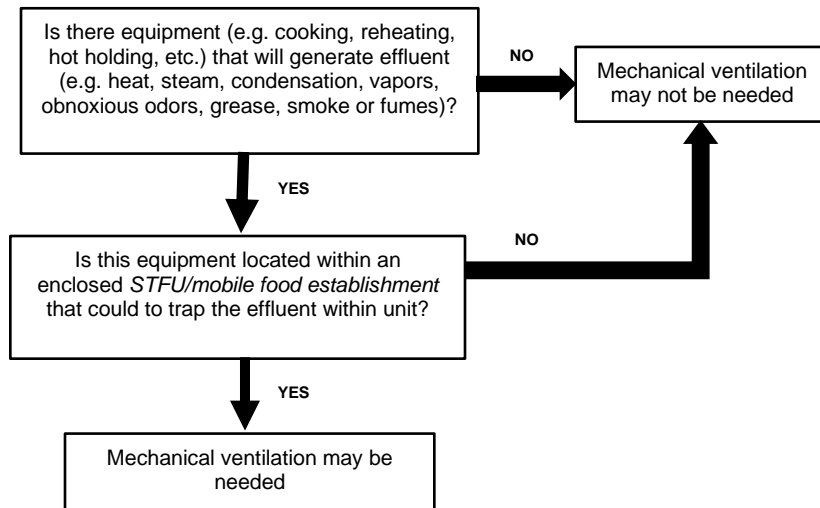 Is there equipment (e.g. cooking, reheating,
hot holding, etc.) that will generate effluent
(e.g. heat, steam, condensation, vapors,
obnoxious odors, grease, smoke or fumes)?
NO
Mechanical ventilation
may not be needed
YES
Is this equipment located within an
enclosed STFU/mobile food establishment
that could to trap the effluent within unit?
NO
YES
Mechanical ventilation may be
needed